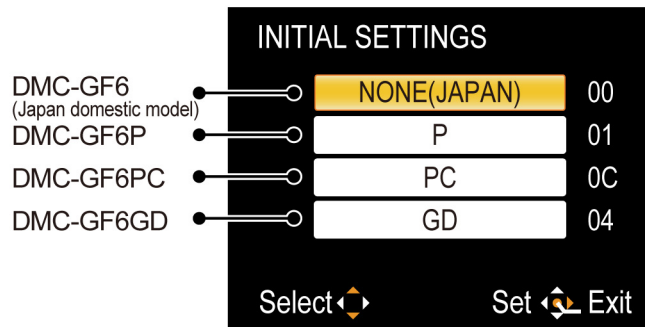 INITIAL SETTINGS
DMC-GF6 NONE(JAPAN) 00
(Japan domestic model)
DMC-GF6P P 01
DMC-GF6PC PC 0C
DMC-GF6GD GD 04
Select Set Exit